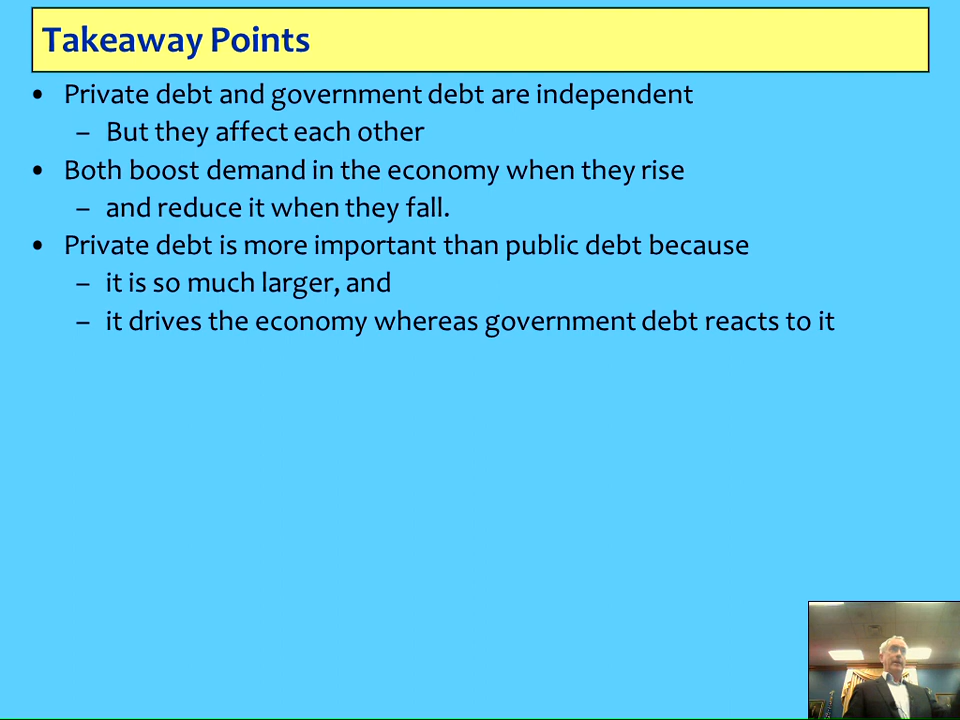 Takeaway Points
• Private debt and government debt are independent
– But they affect each other
• Both boost demand in the economy when they rise
– and reduce it when they fall.
• Private debt is more important than public debt because
– it is so much larger, and
– it drives the economy whereas government debt reacts to it